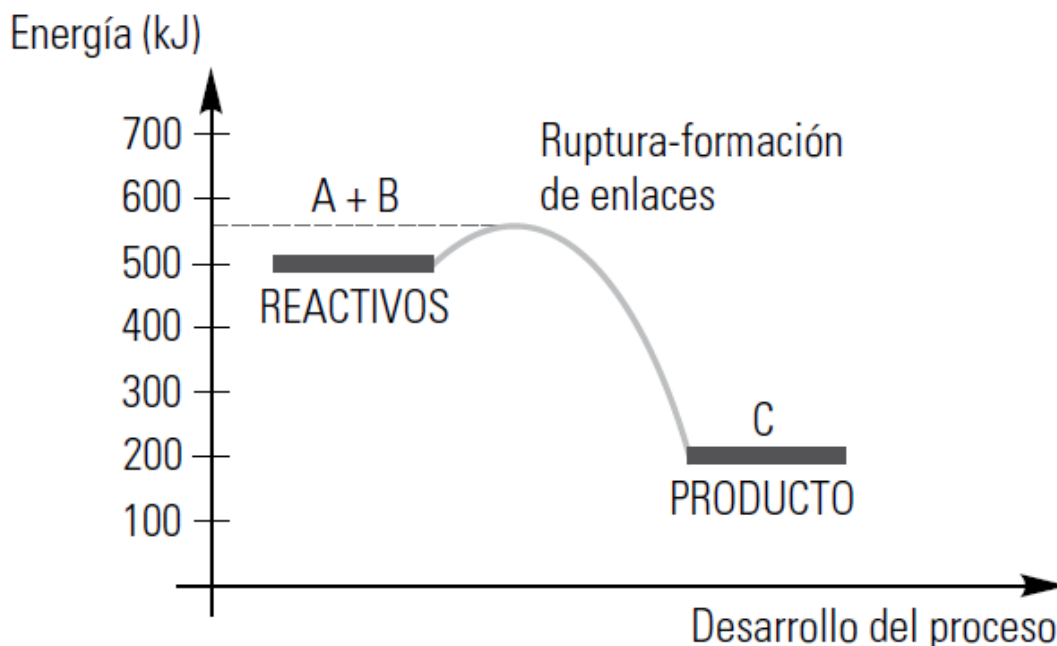 Energía (kJ)
700
600
500
400
300
200
100
A + B
REACTIVOS
Ruptura-formación
de enlaces
C
PRODUCTO
Desarrollo del proceso